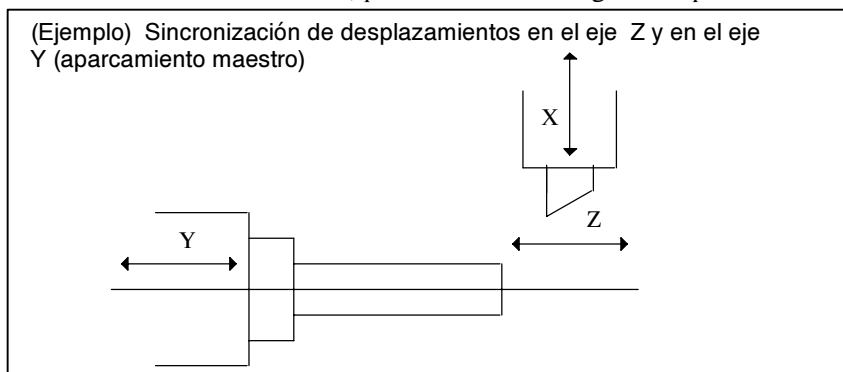 (Ejemplo) Sincronización de desplazamientos en el eje Z y en el eje
Y (aparcamiento maestro)
X
Z
Y